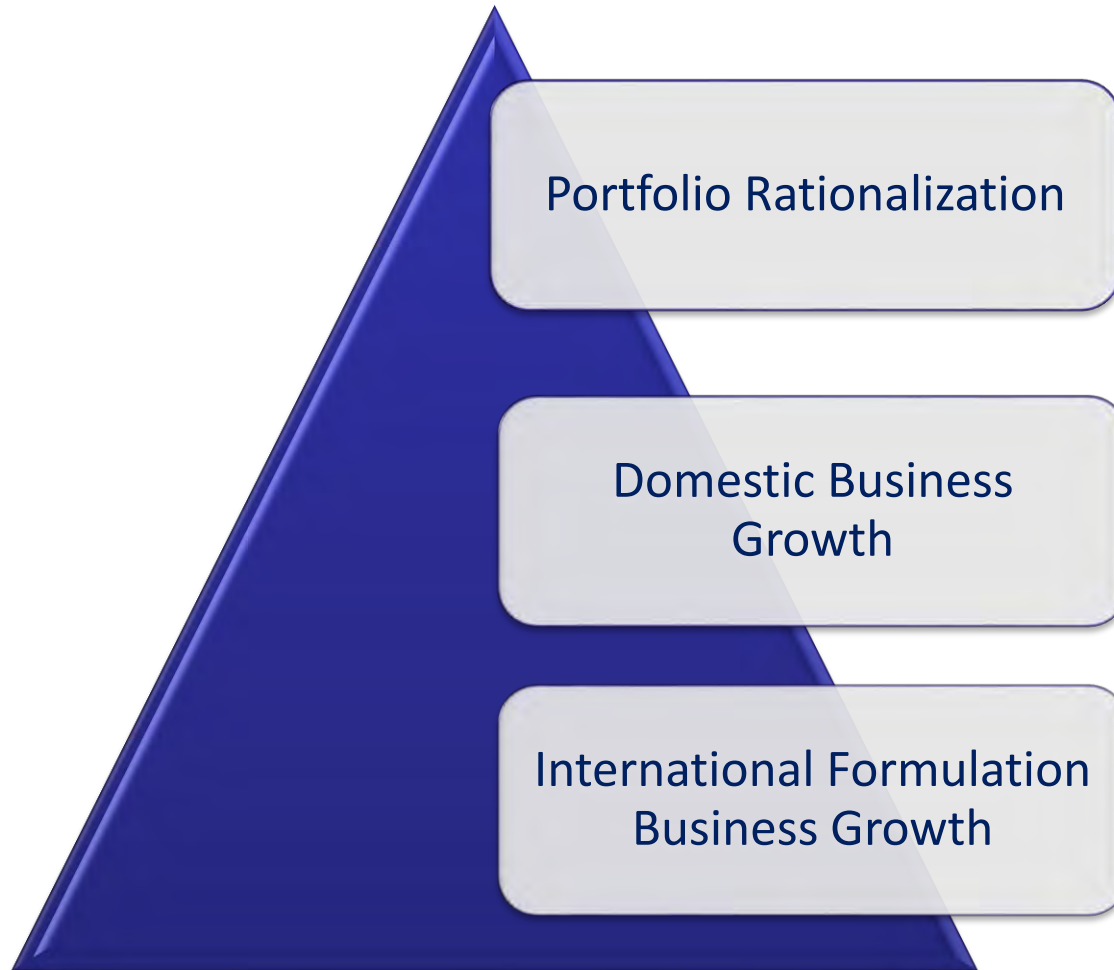 Portfolio Rationalization
Domestic Business
Growth
International Formulation
Business Growth